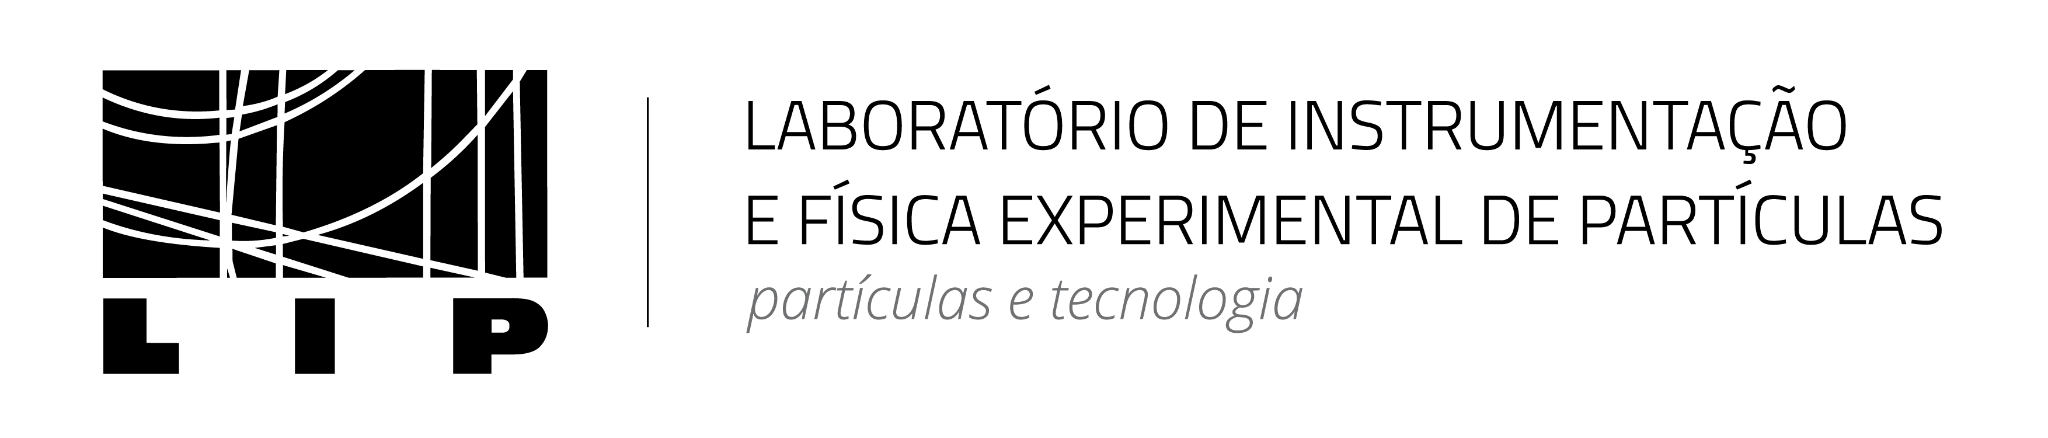 LIP
LABORATÓRIO DE INSTRUMENTAÇÃO
E FÍSICA EXPERIMENTAL DE PARTÍCULAS
partículas e tecnologia